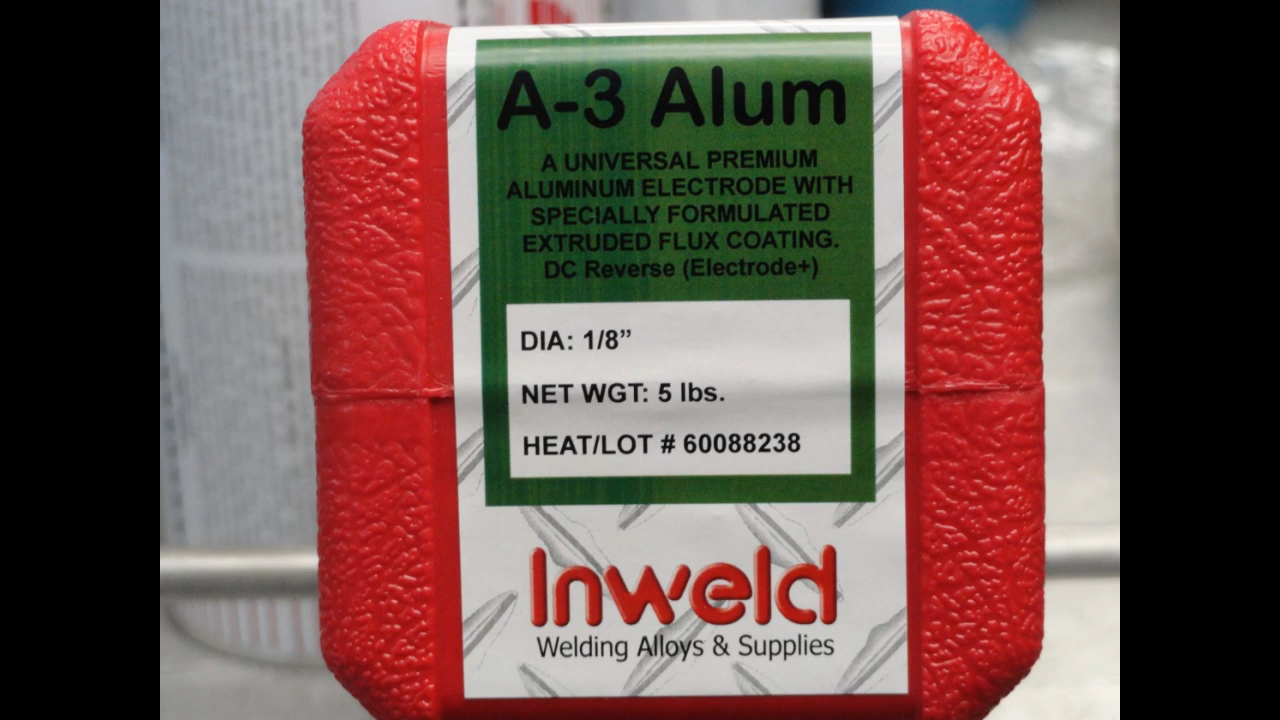 A-3 Alum
A UNIVERSAL PREMIUM
ALUMINUM ELECTRODE WITH
SPECIALLY FORMULATED
EXTRUDED FLUX COATING.
DC Reverse (Electrode+)
DIA: 1/8”
NET WGT: 5 lbs.
HEAT/LOT # 60088238
Inweld
Welding Alloys & Supplies